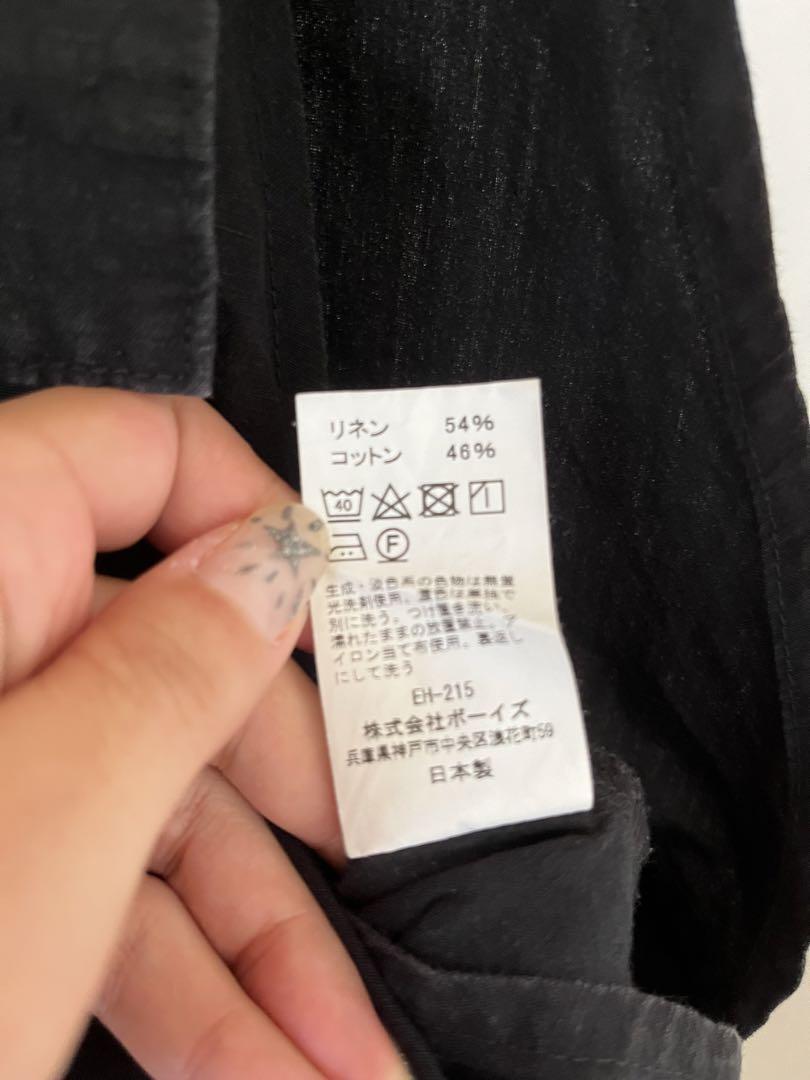 リネン 54%
コットン 46%
40
F
生成・淡色布の色物は無蛍
光洗剤使用。濃色は単独で
別に洗う。つけ置き洗い、
濡れたままの放置禁止。ア
イロン当て布使用。裏返し
にして洗う
EH-215
株式会社ボーイズ
兵庫県神戸市中央区浪花町59
日本製